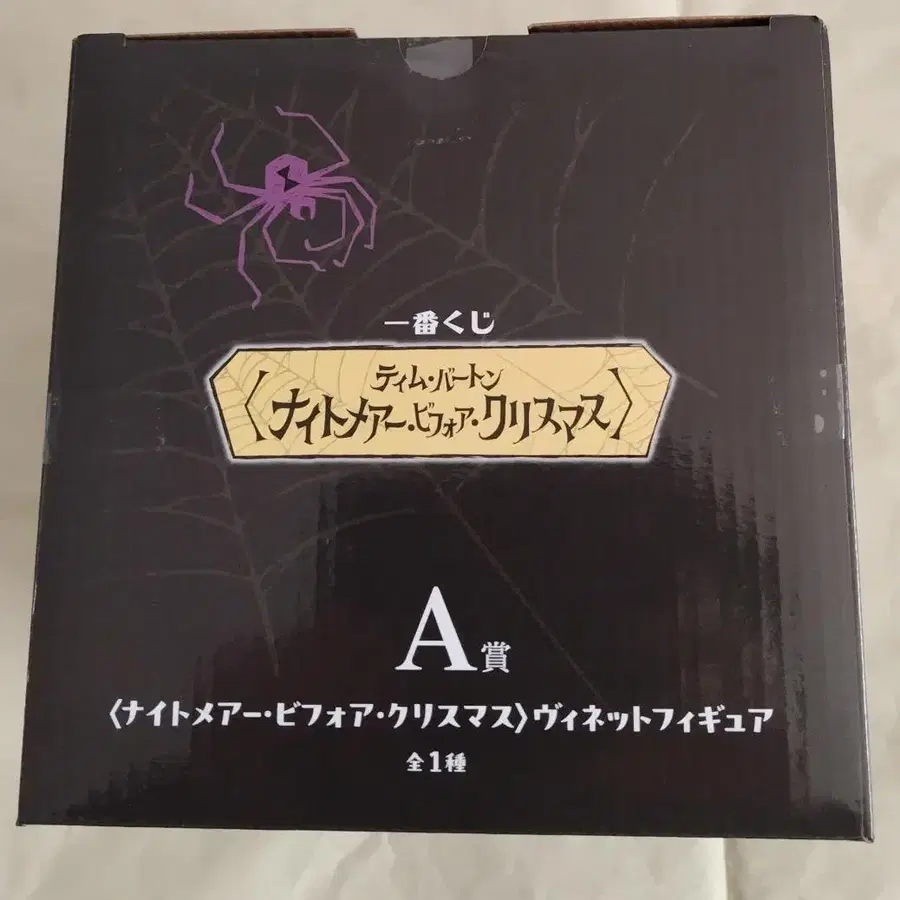 一番くじ
ティム・バートン
〈ナイトメアー・ビフォア・クリスマス〉
A賞
〈ナイトメアー・ビフォア・クリスマス〉ヴィネットフィギュア
全1種